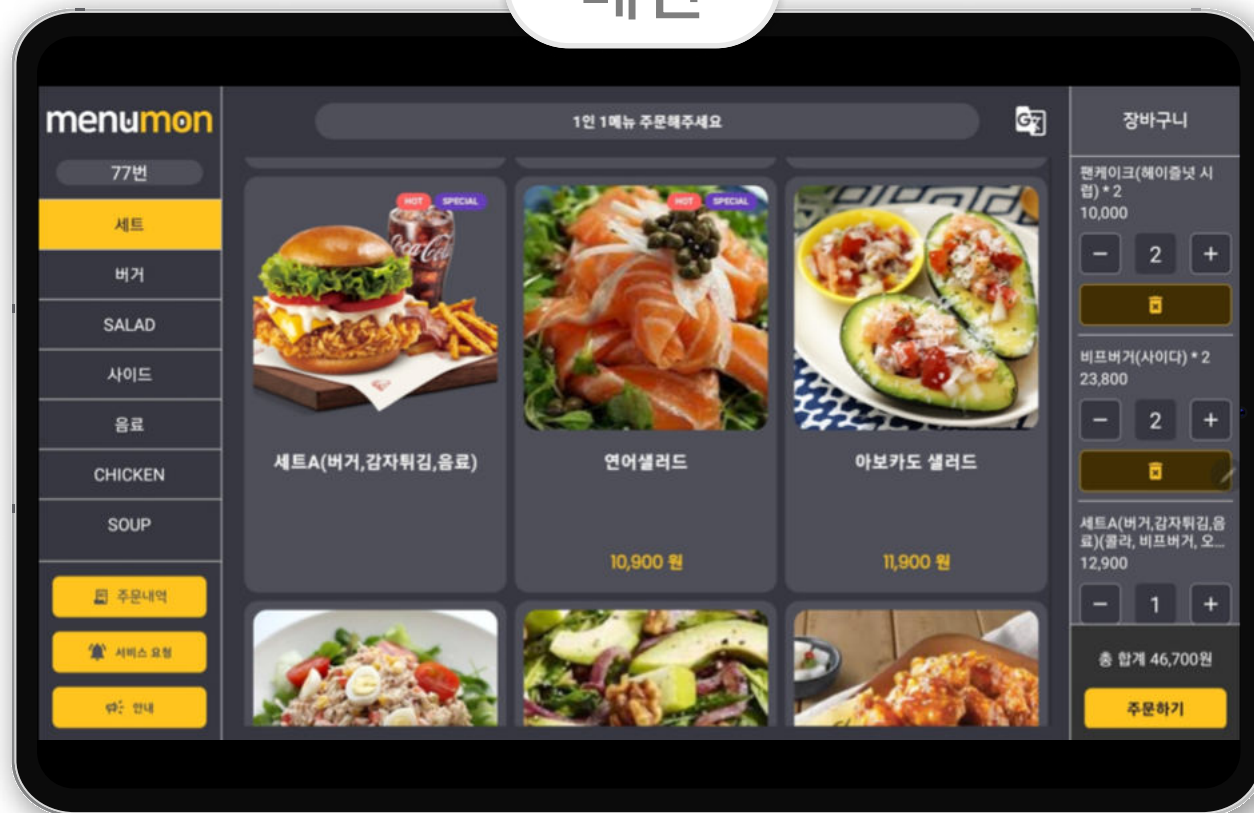 menumon
77번
세트
버거
SALAD
사이드
음료
CHICKEN
SOUP
주문내역
서비스 요청
안내
1인 1메뉴 주문해주세요
G
HOT SPECIAL
Coca-Cola
세트A(버거,감자튀김,음료)
HOT SPECIAL
연어샐러드
10,900 원
아보카도 샐러드
11,900 원
장바구니
팬케이크(헤이즐넛 시
럽) * 2
10,000
− 2 +
비프버거(사이다) * 2
23,800
− 2 +
세트A(버거,감자튀김,음
료)(콜라, 비프버거, 오...
12,900
− 1 +
총 합계 46,700원
주문하기